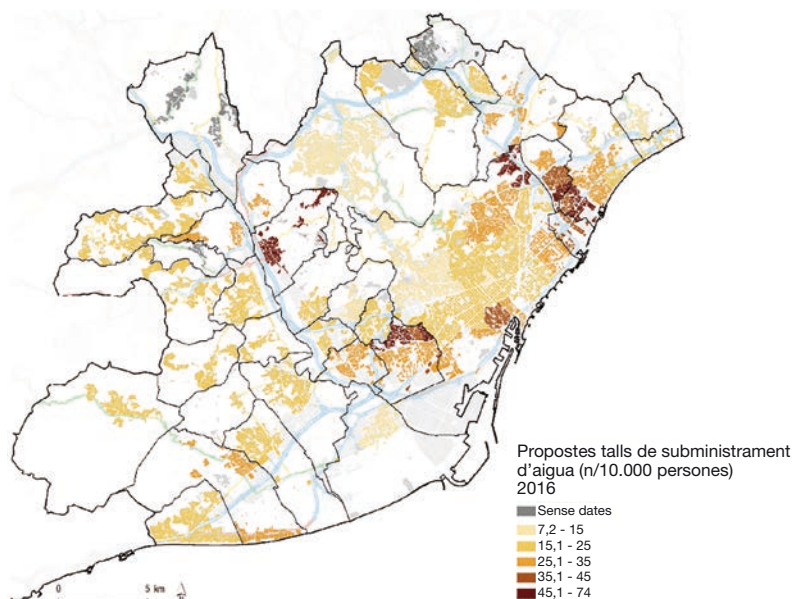 Propostes talls de subministrament
d'aigua (n/10.000 persones)
2016
Sense dates
7,2 - 15
15,1 - 25
25,1 - 35
35,1 - 45
45,1 - 74
0 5 km